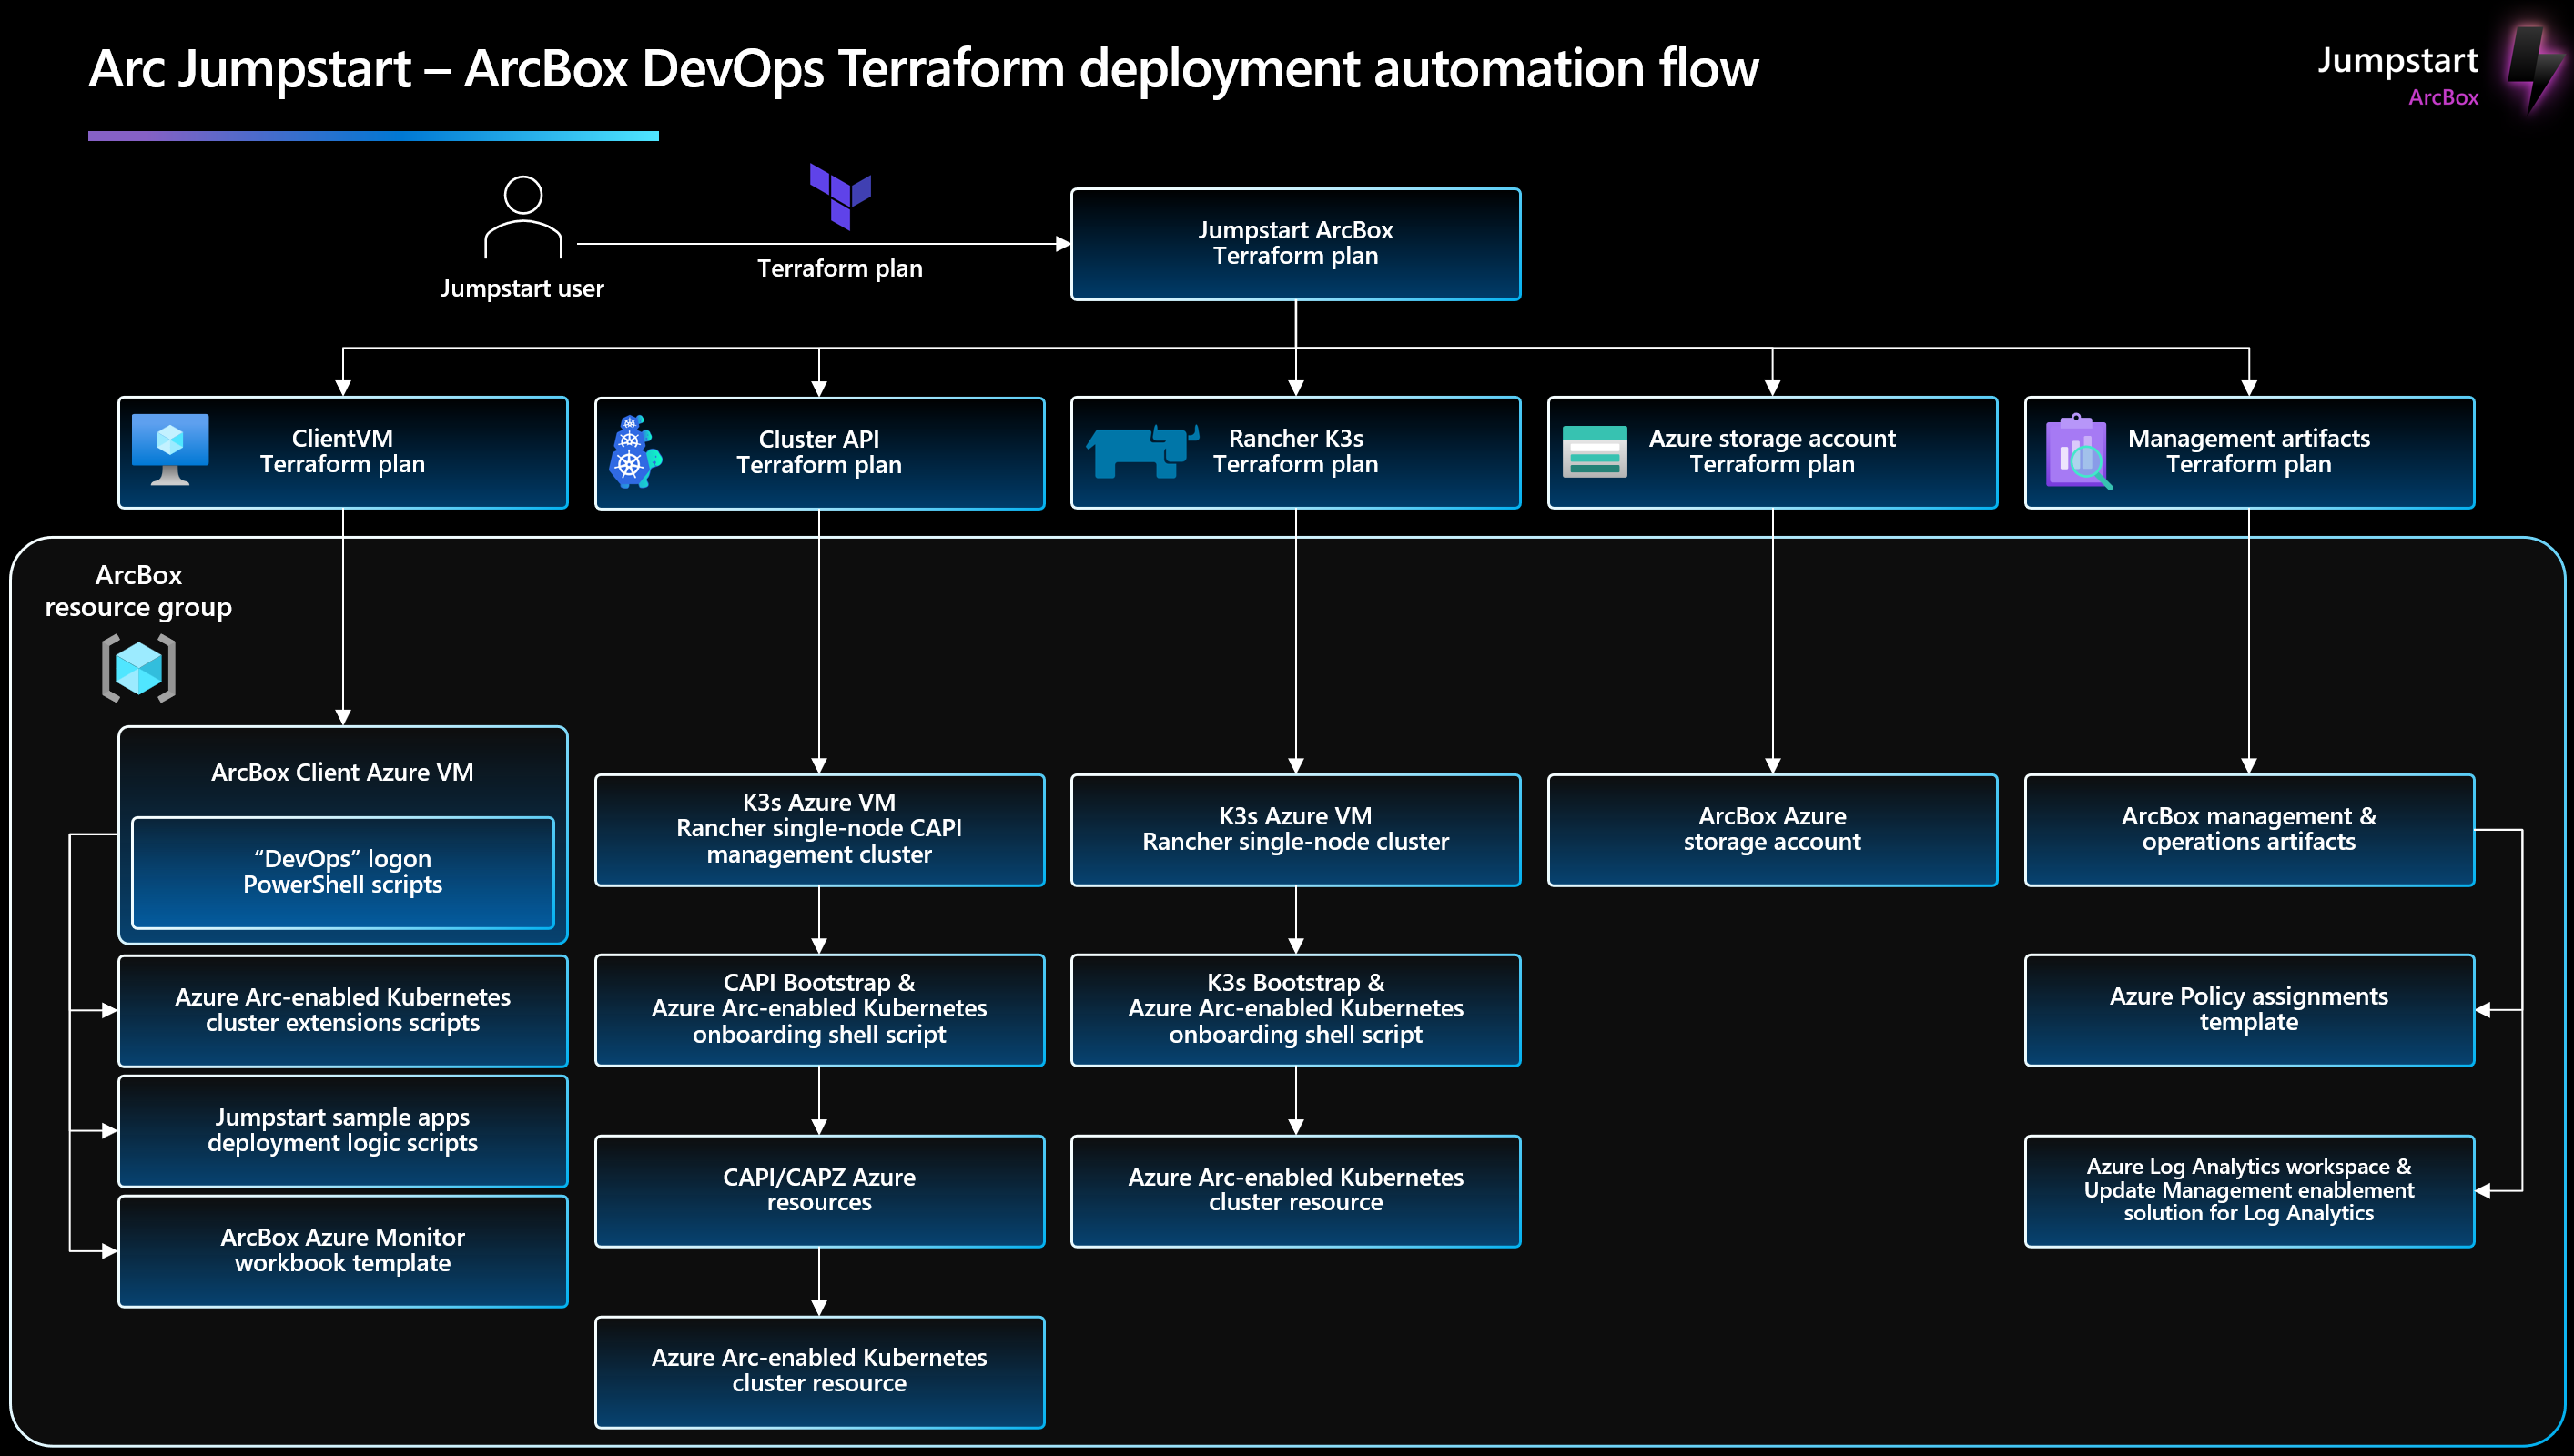 Arc Jumpstart – ArcBox DevOps Terraform deployment automation flow
Jumpstart
ArcBox
Jumpstart user
Terraform plan
Jumpstart ArcBox
Terraform plan
ClientVM
Terraform plan
Cluster API
Terraform plan
Rancher K3s
Terraform plan
Azure storage account
Terraform plan
Management artifacts
Terraform plan
ArcBox
resource group
ArcBox Client Azure VM
“DevOps” logon
PowerShell scripts
Azure Arc-enabled Kubernetes
cluster extensions scripts
Jumpstart sample apps
deployment logic scripts
ArcBox Azure Monitor
workbook template
K3s Azure VM
Rancher single-node CAPI
management cluster
CAPI Bootstrap &
Azure Arc-enabled Kubernetes
onboarding shell script
CAPI/CAPZ Azure
resources
Azure Arc-enabled Kubernetes
cluster resource
K3s Azure VM
Rancher single-node cluster
K3s Bootstrap &
Azure Arc-enabled Kubernetes
onboarding shell script
Azure Arc-enabled Kubernetes
cluster resource
ArcBox Azure
storage account
ArcBox management &
operations artifacts
Azure Policy assignments
template
Azure Log Analytics workspace &
Update Management enablement
solution for Log Analytics